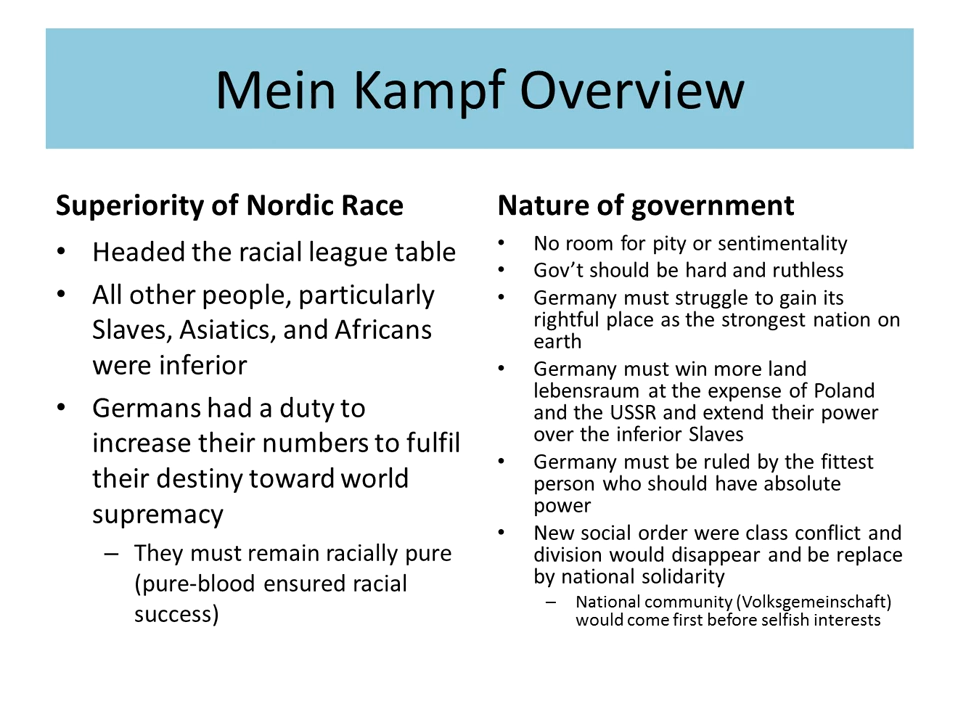 Mein Kampf Overview
Superiority of Nordic Race
• Headed the racial league table
• All other people, particularly
Slaves, Asiatics, and Africans
were inferior
• Germans had a duty to
increase their numbers to fulfil
their destiny toward world
supremacy
– They must remain racially pure
(pure-blood ensured racial
success)
Nature of government
• No room for pity or sentimentality
• Gov't should be hard and ruthless
• Germany must struggle to gain its
rightful place as the strongest nation on
earth
• Germany must win more land
lebensraum at the expense of Poland
and the USSR and extend their power
over the inferior Slaves
• Germany must be ruled by the fittest
person who should have absolute
power
• New social order were class conflict and
division would disappear and be replace
by national solidarity
– National community (Volksgemeinschaft)
would come first before selfish interests